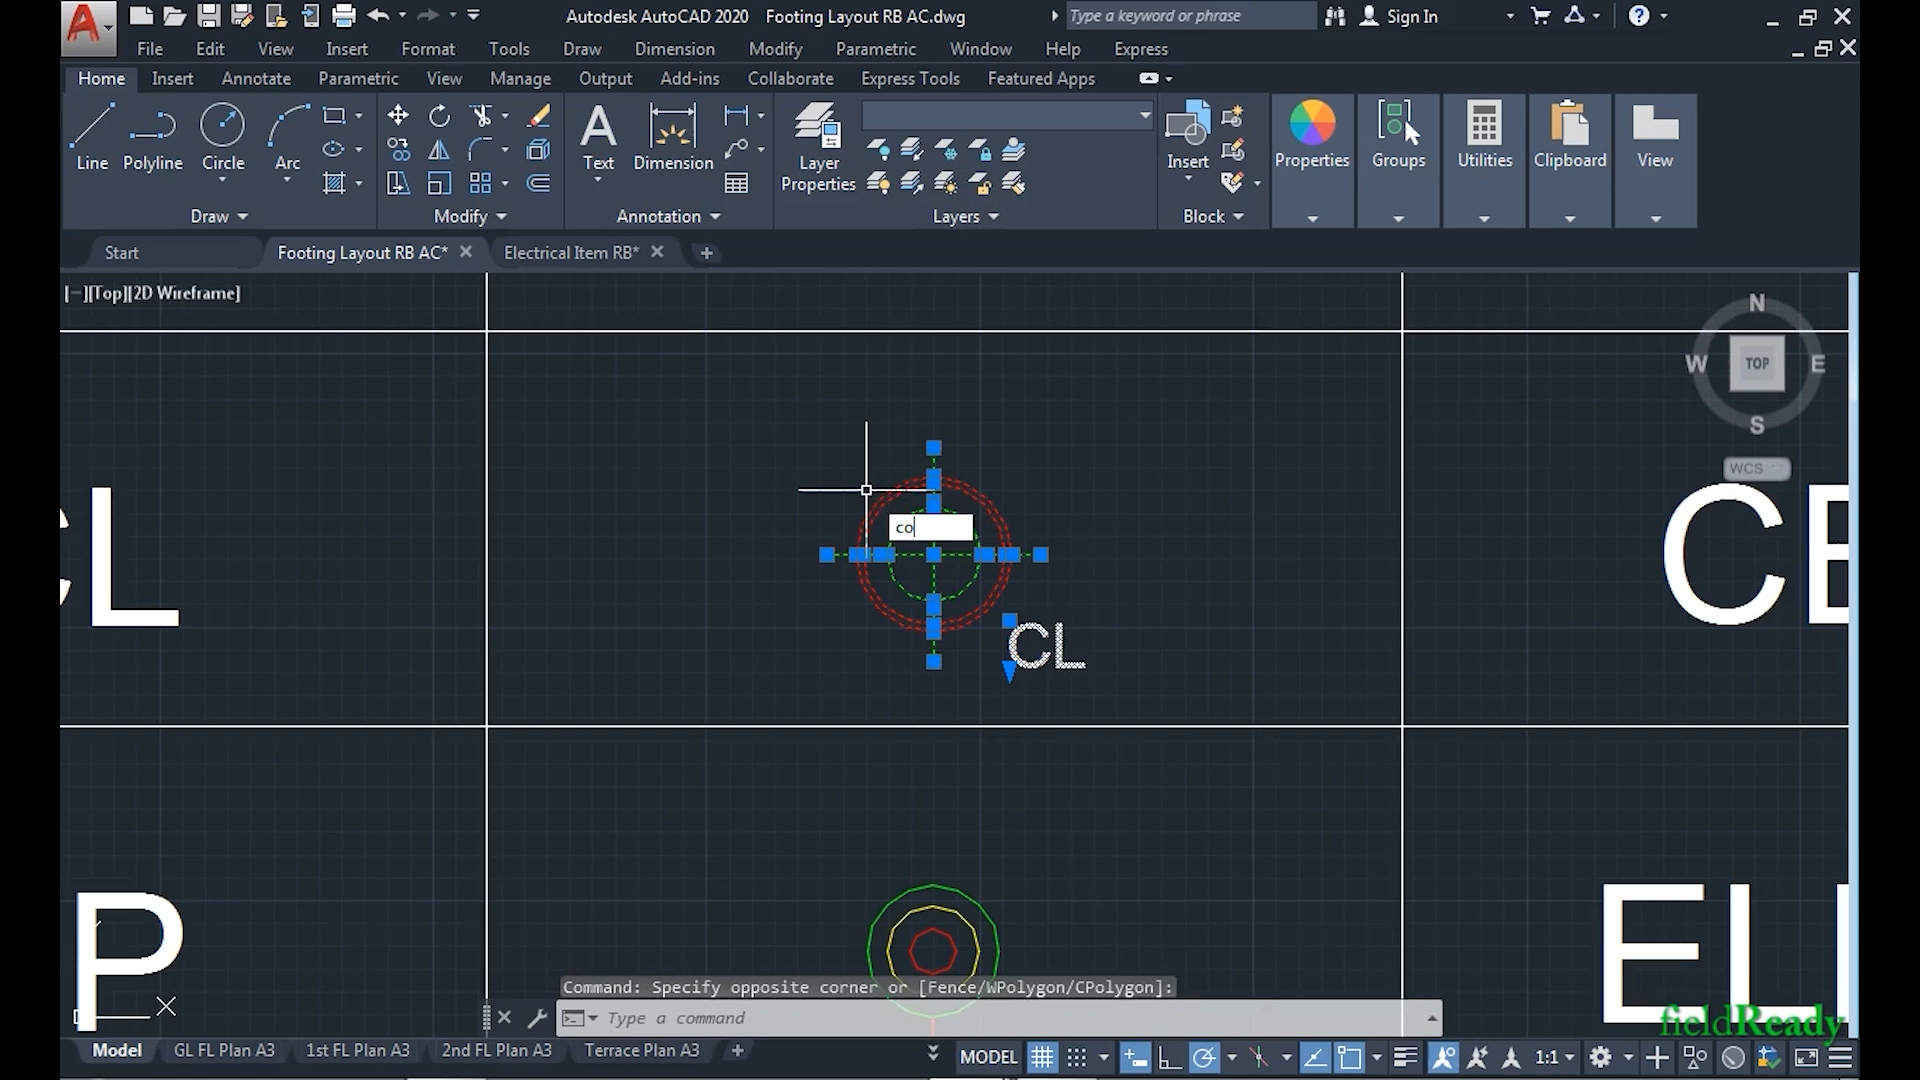 Autodesk AutoCAD 2020 Footing Layout RB AC.dwg
Type a keyword or phrase
Sign In
File Edit View Insert Format Tools Draw Dimension Modify Parametric Window Help Express
Home Insert Annotate Parametric View Manage Output Add-ins Collaborate Express Tools Featured Apps
Line Polyline Circle Arc
Text Dimension
Layer Properties
Insert
Properties Groups Utilities Clipboard View
Draw Modify Annotation Layers Block
Start Footing Layout RB AC* Electrical Item RB*
[−][Top][2D Wireframe]
N
W TOP E
S
WCS
co
CL
CL
P
Command: Specify opposite corner or [Fence/WPolygon/CPolygon]:
Type a command
fieldReady
Model GL FL Plan A3 1st FL Plan A3 2nd FL Plan A3 Terrace Plan A3
MODEL 1:1